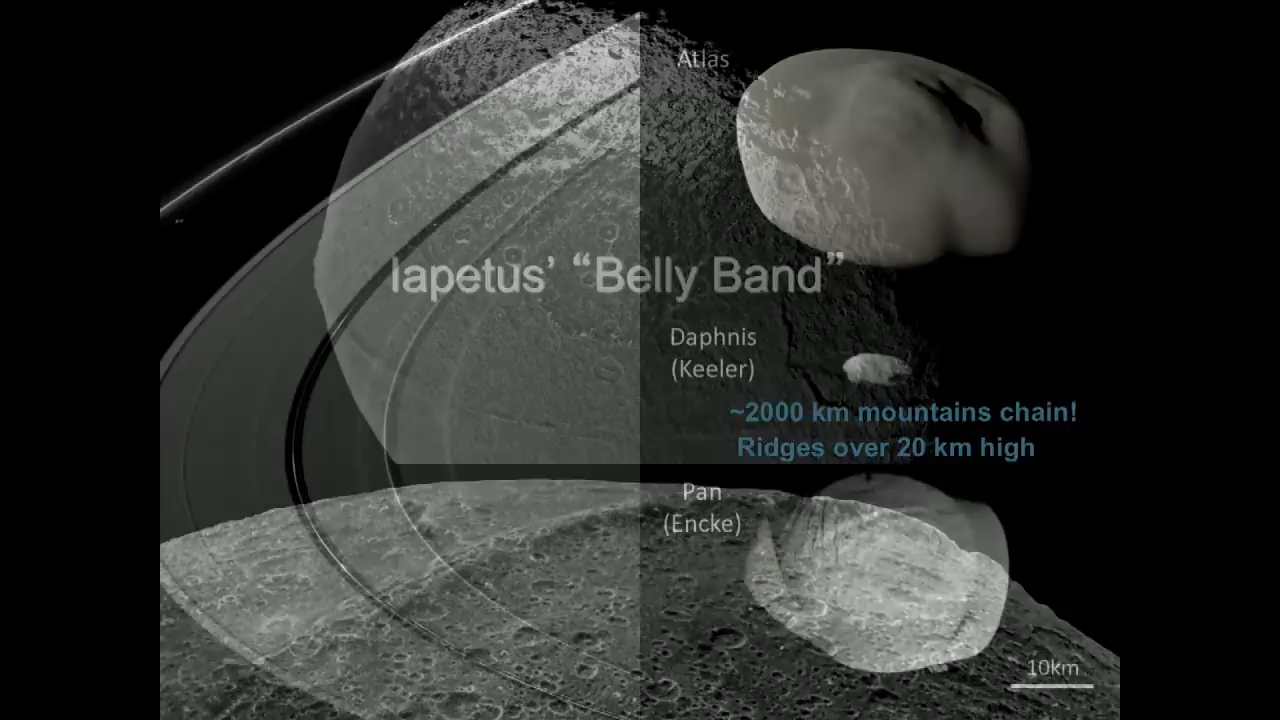 Atlas
Iapetus’ “Belly Band”
Daphnis
(Keeler)
~2000 km mountains chain!
Ridges over 20 km high
Pan
(Encke)
10km